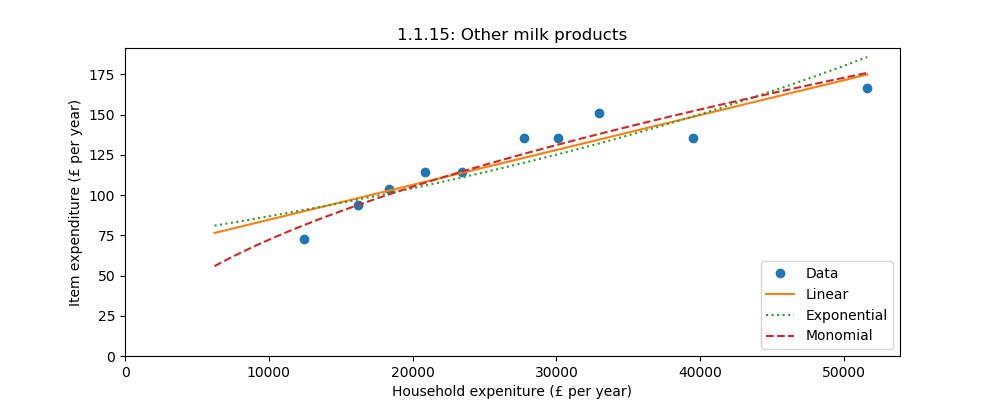 1.1.15: Other milk products
Item expenditure (£ per year)
175
150
125
100
75
50
25
0
0 10000 20000 30000 40000 50000
Household expeniture (£ per year)
Data
Linear
Exponential
Monomial